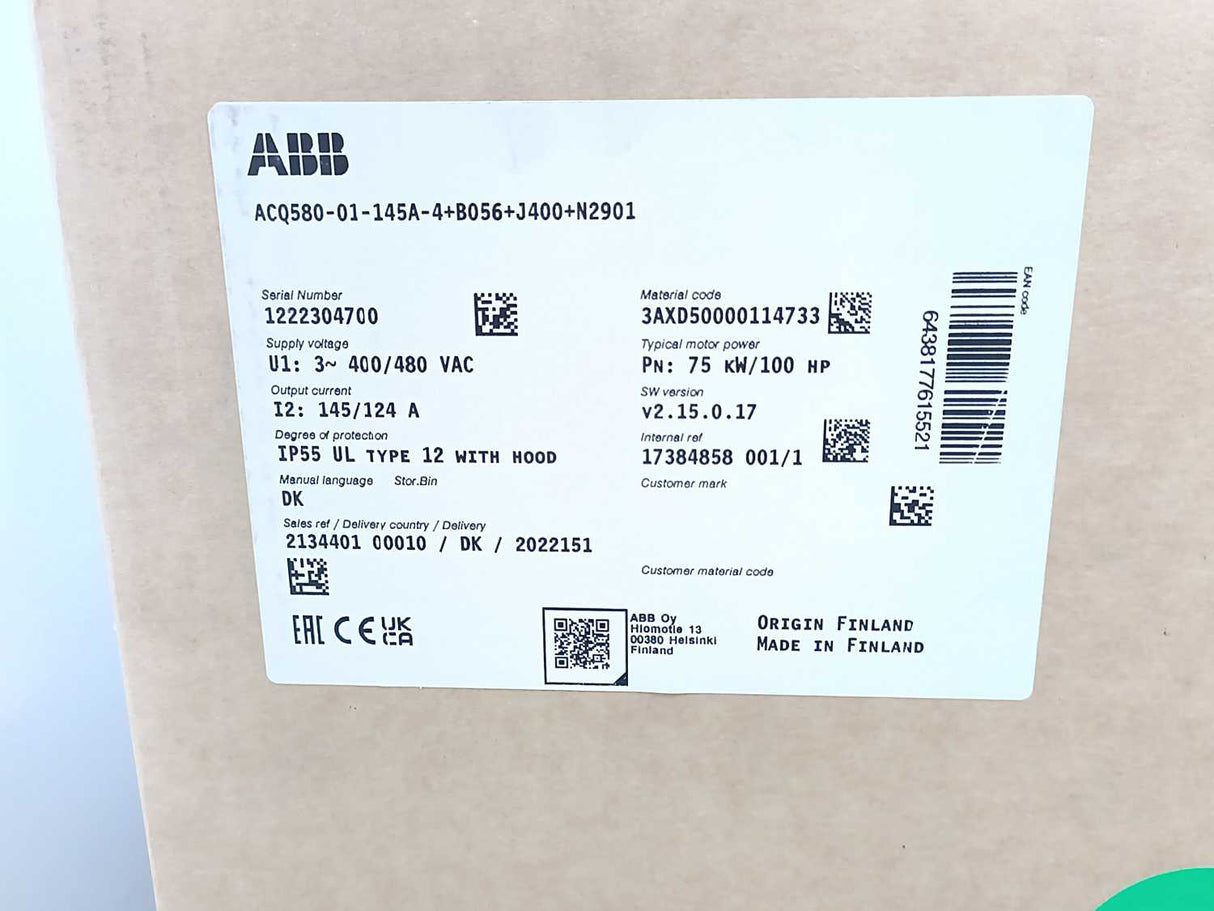 ABB
ACQ580-01-145A-4+B056+J400+N2901
Serial Number
1222304700
Supply voltage
U1: 3~ 400/480 VAC
Output current
I2: 145/124 A
Degree of protection
IP55 UL TYPE 12 WITH HOOD
Manual language Stor.Bin
DK
Sales ref / Delivery country / Delivery
2134401 00010 / DK / 2022151
Material code
3AXD50000114733
Typical motor power
PN: 75 KW/100 HP
SW version
v2.15.0.17
Internal ref
17384858 001/1
Customer mark
Customer material code
EAN code
6438177615521
EAC CE UKCA
ABB Oy
Hiomotie 13
00380 Helsinki
Finland
ORIGIN FINLAND
MADE IN FINLAND